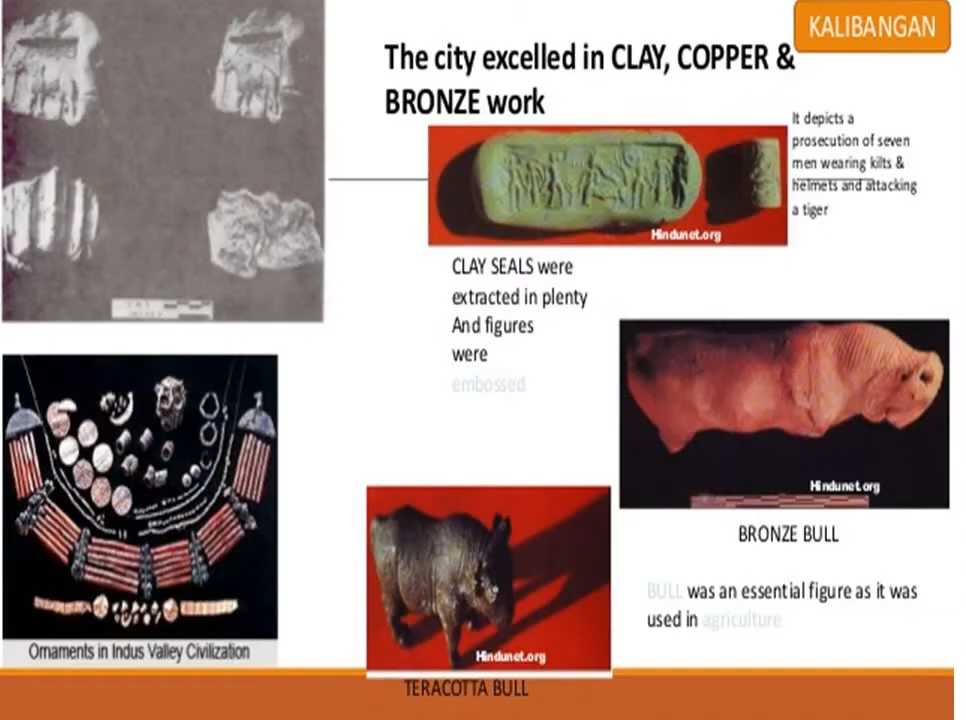 KALIBANGAN
The city excelled in CLAY, COPPER &
BRONZE work
It depicts a
prosecution of seven
men wearing kilts &
helmets and attacking
a tiger
Hindunet.org
CLAY SEALS were
extracted in plenty
And figures
were
embossed
Hindunet.org
BRONZE BULL
BULL was an essential figure as it was
used in agriculture
Ornaments in Indus Valley Civilization
Hindunet.org
TERACOTTA BULL